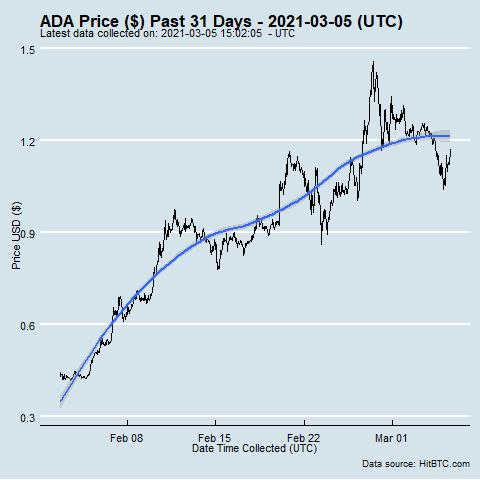 ADA Price ($) Past 31 Days - 2021-03-05 (UTC)
Latest data collected on: 2021-03-05 15:02:05 - UTC
1.5
1.2
0.9
0.6
0.3
Price USD ($)
Feb 08 Feb 15 Feb 22 Mar 01
Date Time Collected (UTC)
Data source: HitBTC.com